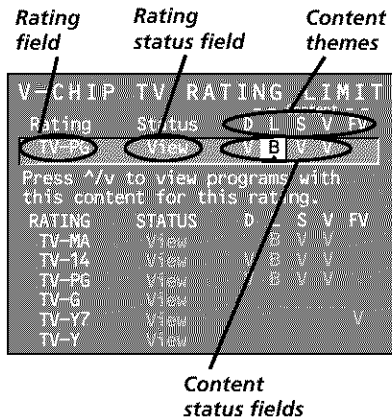 Rating field
Rating status field
Content themes
V-CHIP TV RATING LIMIT
Content
Rating Status D L S V FV
TV-PG View V B V V
Press ^/v to view programs with
this content for this rating.
RATING STATUS D L S V FV
TV-MA View B V V
TV-14 View V B V V
TV-PG View V B V V
TV-G View
TV-Y7 View V
TV-Y View
Content status fields